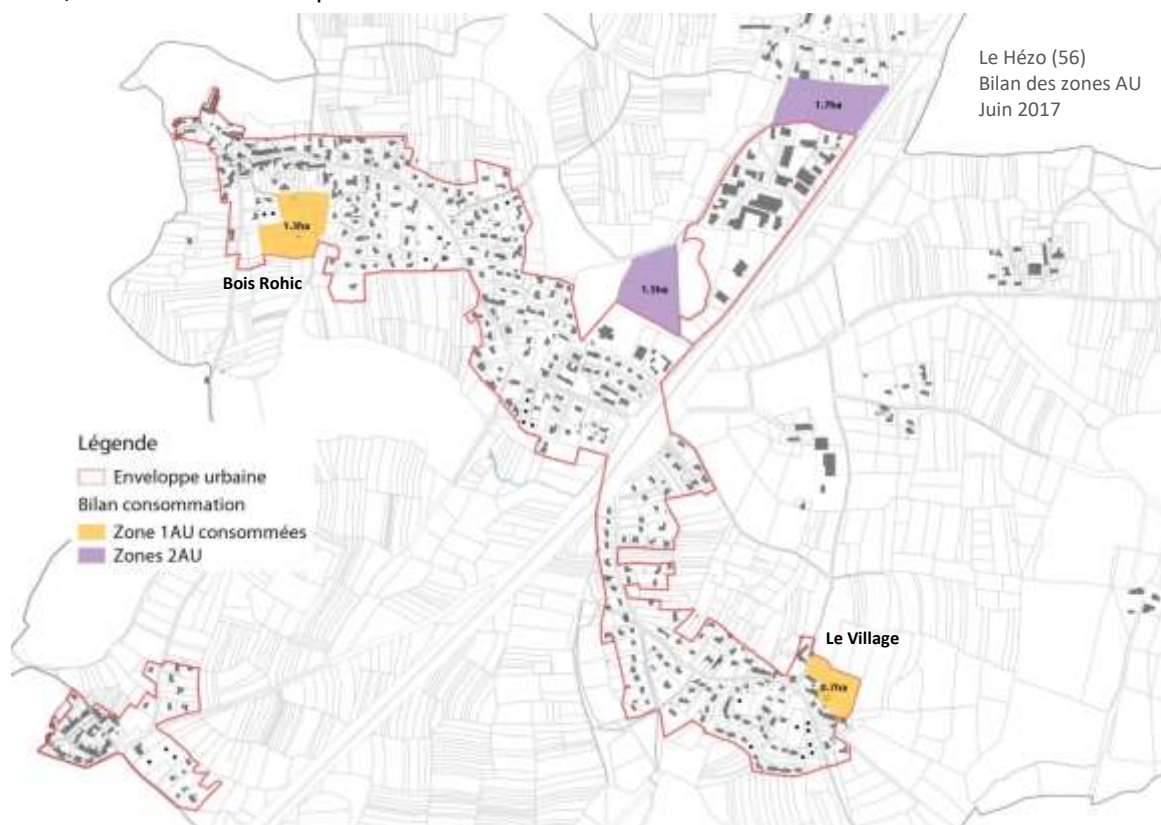 Le Hézo (56)
Bilan des zones AU
Juin 2017
1.7ha
1.3ha
Bois Rohic
1.5ha
Légende
Enveloppe urbaine
Bilan consommation
Zone 1AU consommées
Zones 2AU
Le Village
0.7ha